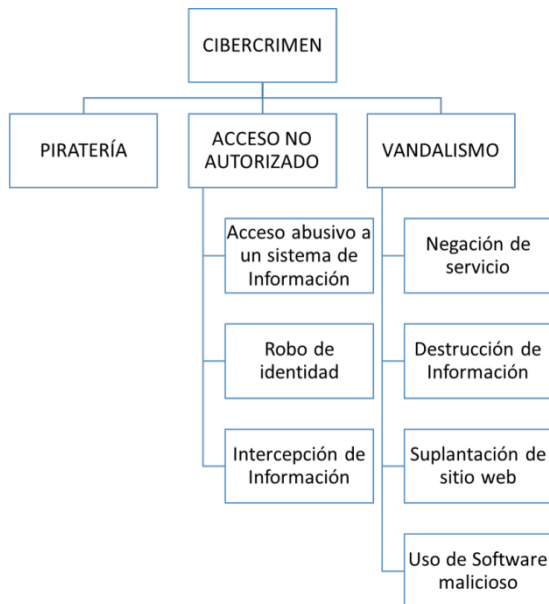 CIBERCRIMEN
PIRATERÍA
ACCESO NO
AUTORIZADO
VANDALISMO
Acceso abusivo a
un sistema de
Información
Robo de
identidad
Intercepción de
Información
Negación de
servicio
Destrucción de
Información
Suplantación de
sitio web
Uso de Software
malicioso